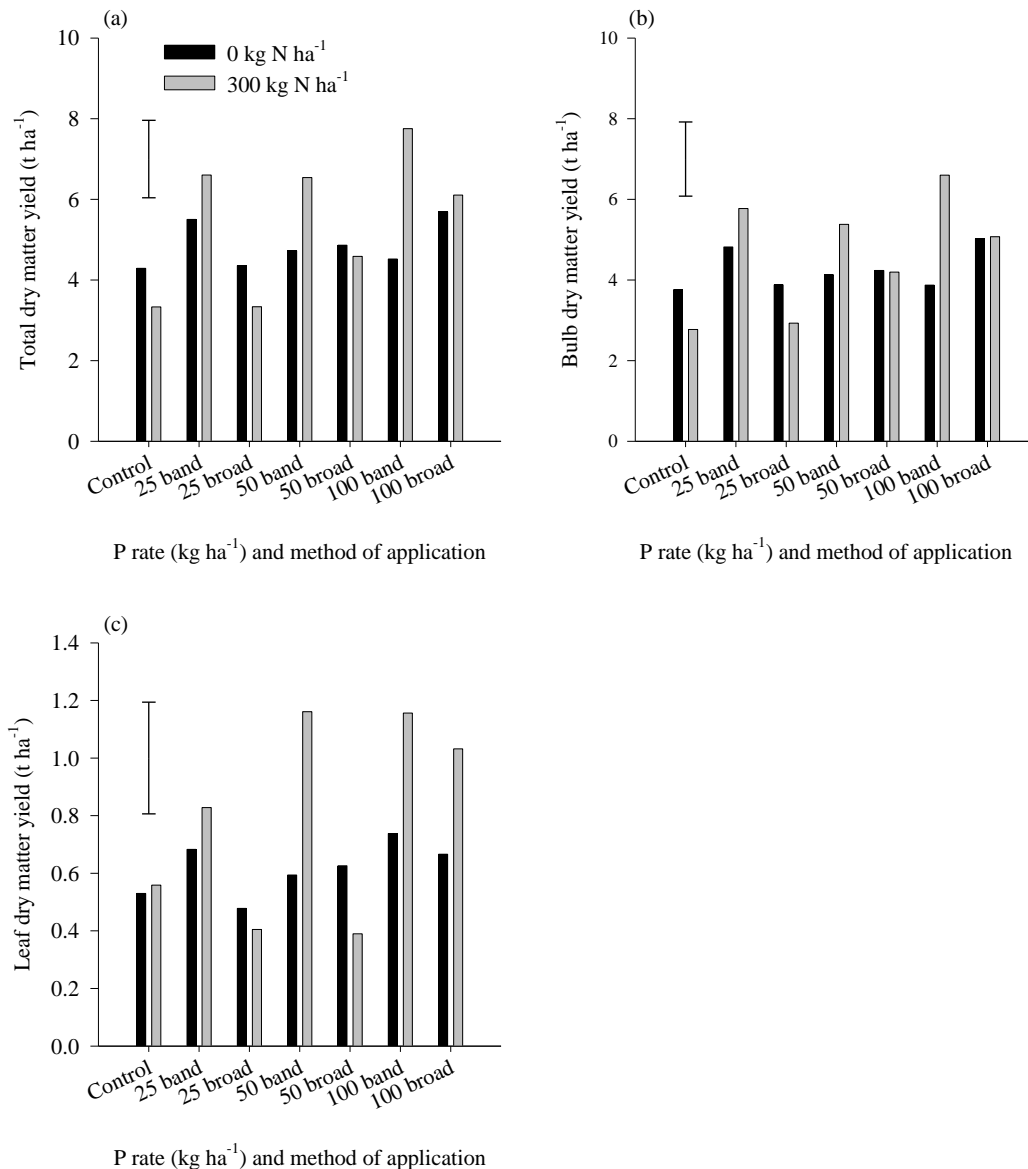 (a)
10
8
6
4
2
0
Total dry matter yield (t ha-1)
0 kg N ha-1
300 kg N ha-1
Control
25 band
25 broad
50 band
50 broad
100 band
100 broad
P rate (kg ha-1) and method of application
(b)
10
8
6
4
2
0
Bulb dry matter yield (t ha-1)
Control
25 band
25 broad
50 band
50 broad
100 band
100 broad
P rate (kg ha-1) and method of application
(c)
1.4
1.2
1.0
0.8
0.6
0.4
0.2
0.0
Leaf dry matter yield (t ha-1)
Control
25 band
25 broad
50 band
50 broad
100 band
100 broad
P rate (kg ha-1) and method of application